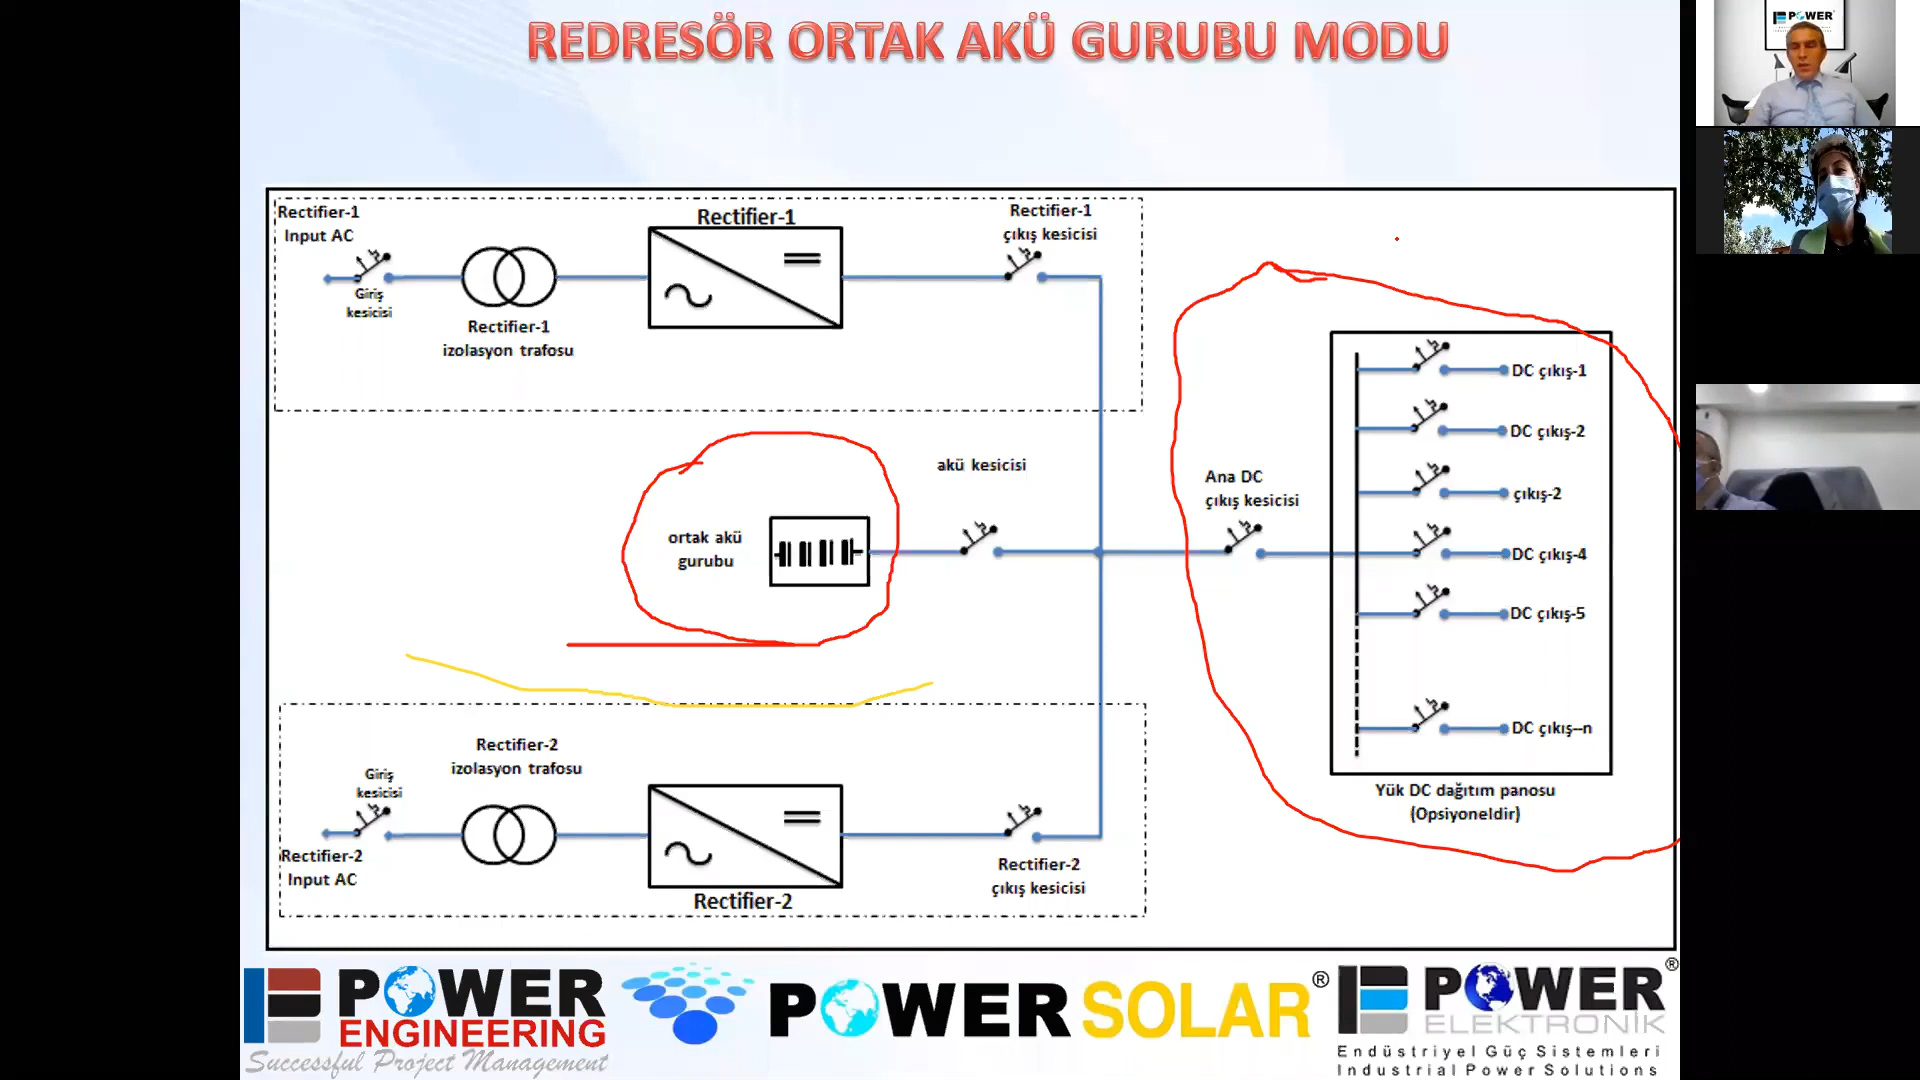 REDRESÖR ORTAK AKÜ GURUBU MODU
Rectifier-1
Input AC
Giriş
kesicisi
Rectifier-1
izolasyon trafosu
Rectifier-1
Rectifier-1
çıkış kesicisi
ortak akü
gurubu
akü kesicisi
Ana DC
çıkış kesicisi
DC çıkış-1
DC çıkış-2
çıkış-2
DC çıkış-4
DC çıkış-5
DC çıkış--n
Yük DC dağıtım panosu
(Opsiyoneldir)
Rectifier-2
izolasyon trafosu
Giriş
kesicisi
Rectifier-2
Input AC
Rectifier-2
Rectifier-2
çıkış kesicisi
POWER
ENGINEERING
Successful Project Management
POWER SOLAR®
POWER®
ELEKTRONİK
Endüstriyel Güç Sistemleri
Industrial Power Solutions
POWER